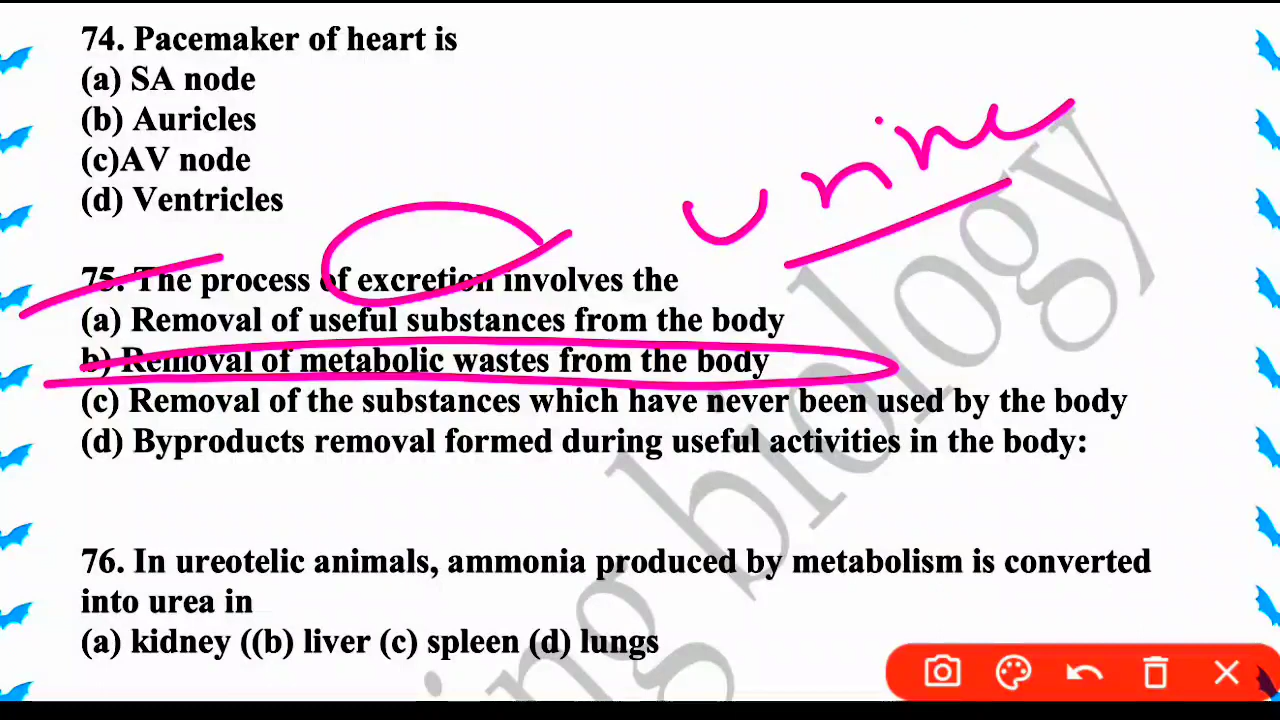 74. Pacemaker of heart is
(a) SA node
(b) Auricles
(c)AV node
(d) Ventricles
urine
75. The process of excretion involves the
(a) Removal of useful substances from the body
b) Removal of metabolic wastes from the body
(c) Removal of the substances which have never been used by the body
(d) Byproducts removal formed during useful activities in the body:
76. In ureotelic animals, ammonia produced by metabolism is converted
into urea in
(a) kidney ((b) liver (c) spleen (d) lungs
ing biology